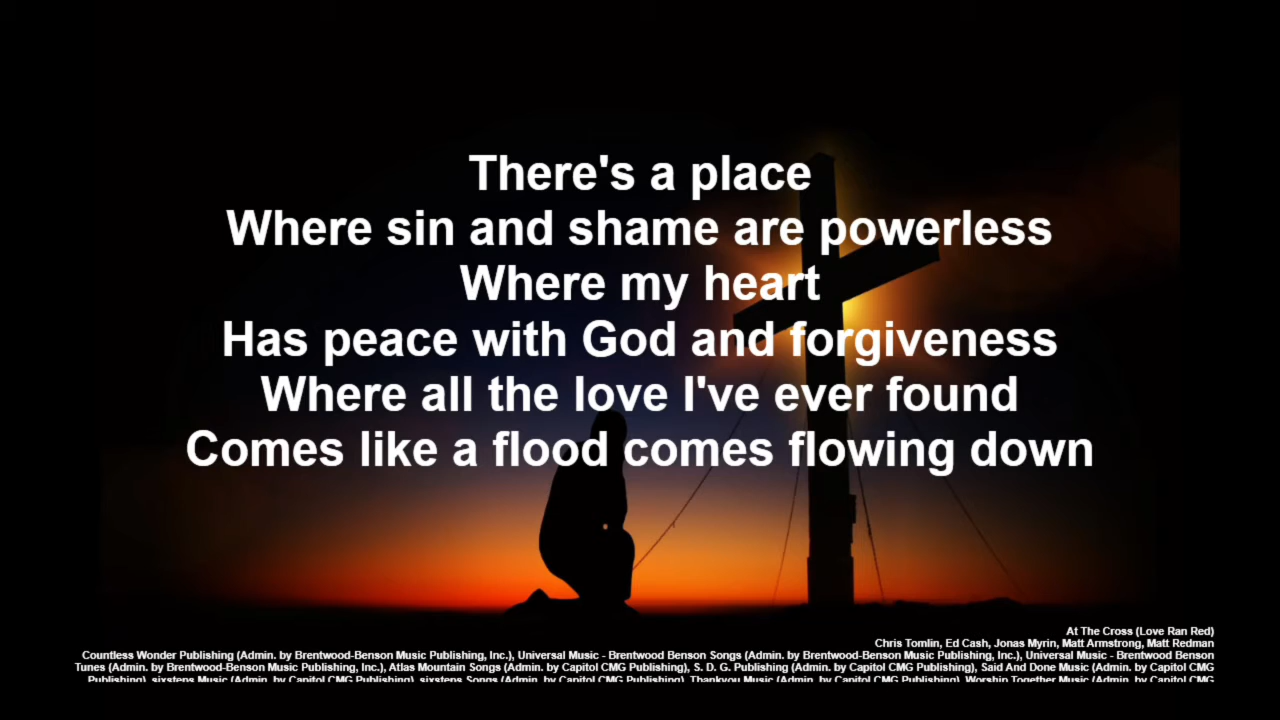 There's a place
Where sin and shame are powerless
Where my heart
Has peace with God and forgiveness
Where all the love I've ever found
Comes like a flood comes flowing down
At The Cross (Love Ran Red)
Chris Tomlin, Ed Cash, Jonas Myrin, Matt Armstrong, Matt Redman
Countless Wonder Publishing (Admin. by Brentwood-Benson Music Publishing, Inc.), Universal Music - Brentwood Benson Songs (Admin. by Brentwood-Benson Music Publishing, Inc.), Universal Music - Brentwood Benson
Tunes (Admin. by Brentwood-Benson Music Publishing, Inc.), Atlas Mountain Songs (Admin. by Capitol CMG Publishing), S. D. G. Publishing (Admin. by Capitol CMG Publishing), Said And Done Music (Admin. by Capitol CMG
Publishing), sixsteps Music (Admin. by Capitol CMG Publishing), sixsteps Songs (Admin. by Capitol CMG Publishing), Thankyou Music (Admin. by Capitol CMG Publishing), Worship Together Music (Admin. by Capitol CMG